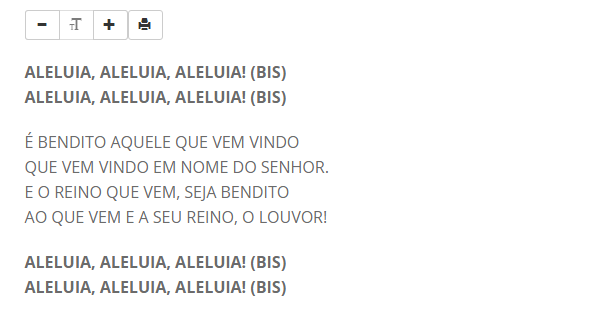 ALELUIA, ALELUIA, ALELUIA! (BIS)
ALELUIA, ALELUIA, ALELUIA! (BIS)
É BENDITO AQUELE QUE VEM VINDO
QUE VEM VINDO EM NOME DO SENHOR.
E O REINO QUE VEM, SEJA BENDITO
AO QUE VEM E A SEU REINO, O LOUVOR!
ALELUIA, ALELUIA, ALELUIA! (BIS)
ALELUIA, ALELUIA, ALELUIA! (BIS)